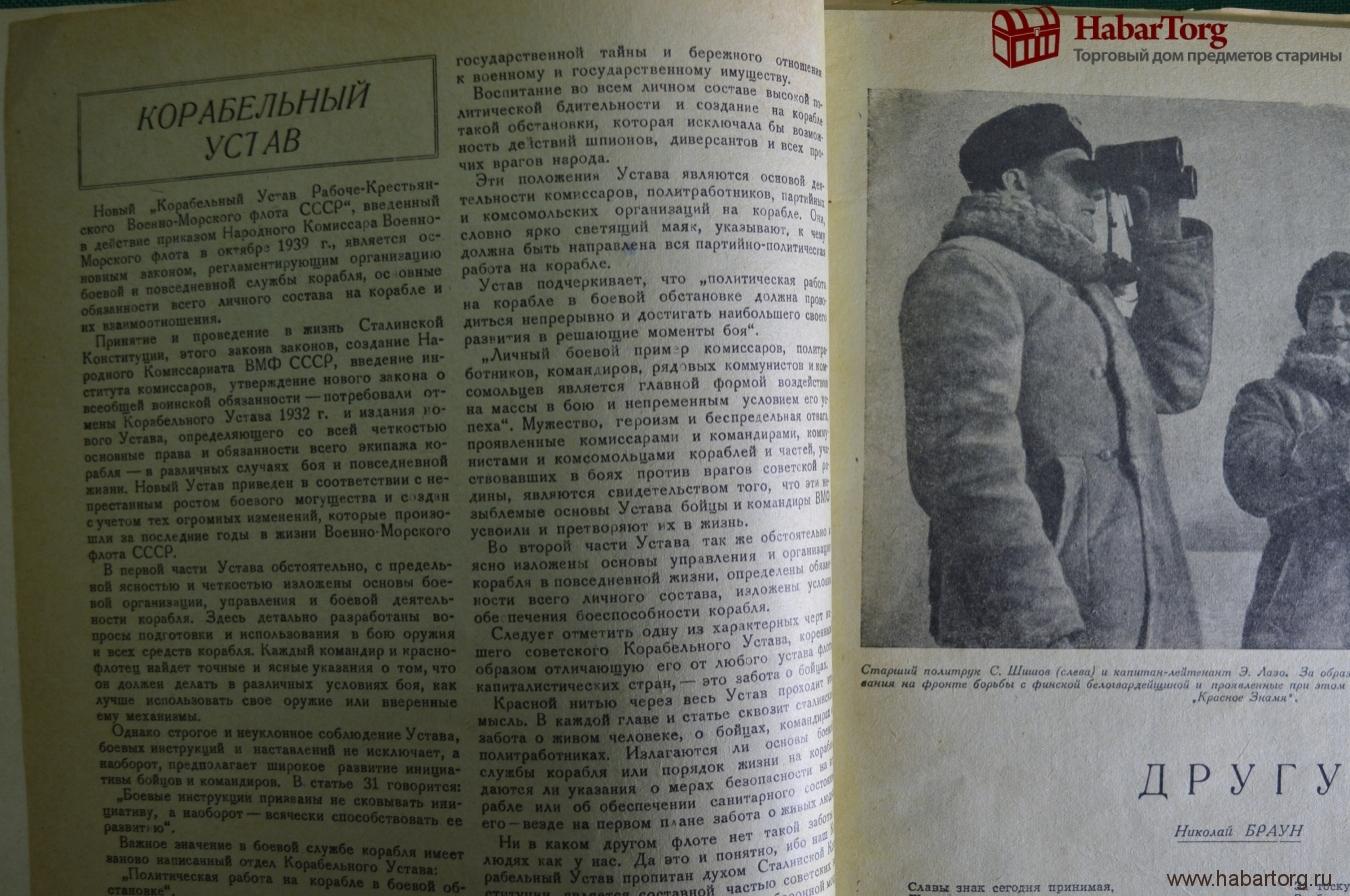 HabarTorg
Торговый дом предметов старины
КОРАБЕЛЬНЫЙ
УСТАВ
Новый „Корабельный Устав Рабоче-Крестьян-
ского Военно-Морского флота СССР“, введенный
в действие приказом Народного Комиссара Военно-
Морского флота в октябре 1939 г., является ос-
новным законом, регламентирующим организацию
боевой и повседневной службы корабля, основные
обязанности всего личного состава на корабле и
их взаимоотношения.
Принятие и проведение в жизнь Сталинской
Конституции, этого закона законов, создание На-
родного Комиссариата ВМФ СССР, введение ин-
ститута комиссаров, утверждение нового закона о
всеобщей воинской обязанности — потребовали от-
мены Корабельного Устава 1932 г. и издания но-
вого Устава, определяющего со всей четкостью
основные права и обязанности всего экипажа ко-
рабля — в различных случаях боя и повседневной
жизни. Новый Устав приведен в соответствии с не-
престанным ростом боевого могущества и создан
с учетом тех огромных изменений, которые произо-
шли за последние годы в жизни Военно-Морского
флота СССР.
В первой части Устава обстоятельно, с предель-
ной ясностью и четкостью изложены основы бое-
вой организации, управления и боевой деятель-
ности корабля. Здесь детально разработаны во-
просы подготовки и использования в бою оружия
и всех средств корабля. Каждый командир и красно-
флотец найдет точные и ясные указания о том, что
он должен делать в различных условиях боя, как
лучше использовать свое оружие или вверенные
ему механизмы.
Однако строгое и неуклонное соблюдение Устава,
боевых инструкций и наставлений не исключает, а
наоборот, предполагает широкое развитие инициа-
тивы бойцов и командиров. В статье 31 говорится:
„Боевые инструкции призваны не сковывать ини-
циативу, а наоборот — всячески способствовать ее
развитию“.
Важное значение в боевой службе корабля имеет
заново написанный отдел Корабельного Устава:
„Политическая работа на корабле в боевой об-
становке“.
государственной тайны и бережного отношения
к военному и государственному имуществу.
Воспитание во всем личном составе высокой по-
литической бдительности и создание на корабле
такой обстановки, которая исключала бы возмож-
ность действий шпионов, диверсантов и всех про-
чих врагов народа.
Эти положения Устава являются основой дея-
тельности комиссаров, политработников, партийных
и комсомольских организаций на корабле. Они,
словно ярко светящий маяк, указывают, к чему
должна быть направлена вся партийно-политическая
работа на корабле.
Устав подчеркивает, что „политическая работа
на корабле в боевой обстановке должна прово-
диться непрерывно и достигать наибольшего своего
развития в решающие моменты боя“.
„Личный боевой пример комиссаров, политра-
ботников, командиров, рядовых коммунистов и ком-
сомольцев является главной формой воздействия
на массы в бою и непременным условием его ус-
пеха“. Мужество, героизм и беспредельная отвага,
проявленные комиссарами и командирами, комму-
нистами и комсомольцами кораблей и частей, уча-
ствовавших в боях против врагов советской ро-
дины, являются свидетельством того, что эти не-
зыблемые основы Устава бойцы и командиры ВМФ
усвоили и претворяют их в жизнь.
Во второй части Устава так же обстоятельно и
ясно изложены основы управления и организации
корабля в повседневной жизни, определены обязан-
ности всего личного состава, изложены условия
обеспечения боеспособности корабля.
Следует отметить одну из характерных черт на-
шего советского Корабельного Устава, коренным
образом отличающую его от любого устава флота
капиталистических стран, — это забота о бойцах.
Красной нитью через весь Устав проходит эта
мысль. В каждой главе и статье сквозит сталинская
забота о живом человеке, о бойцах, командирах,
политработниках. Излагаются ли основы боевой
службы корабля или порядок жизни на корабле,
даются ли указания о мерах безопасности на ко-
рабле или об обеспечении санитарного состояния
его — везде на первом плане забота о живых людях.
Ни в каком другом флоте нет такой заботы о
людях как у нас. Да это и понятно, ибо наш Ко-
рабельный Устав пропитан духом Сталинской Кон-
ституции, является составной частью советских
Старший политрук С. Шишов (слева) и капитан-лейтенант Э. Лазо. За образ
вания на фронте борьбы с финской белогвардейщиной и проявленные при этом
„Красное Знамя“.
ДРУГУ
Николай БРАУН
Славы знак сегодня принимая,
www.habartorg.ru